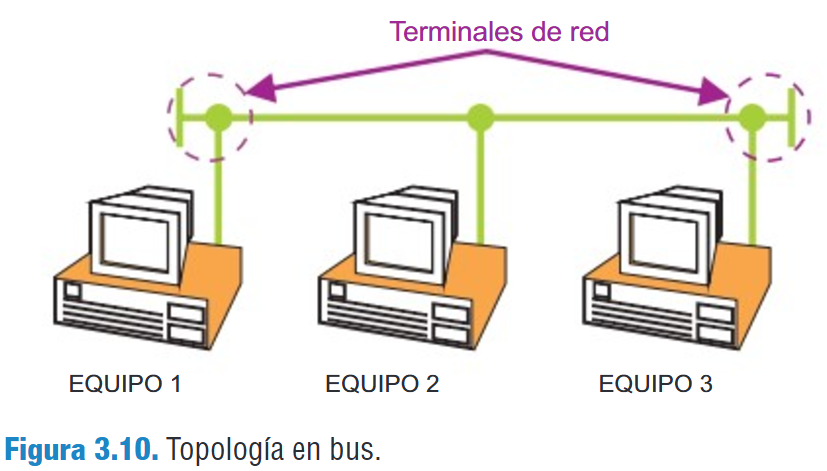 Terminales de red
EQUIPO 1 EQUIPO 2 EQUIPO 3
Figura 3.10. Topología en bus.